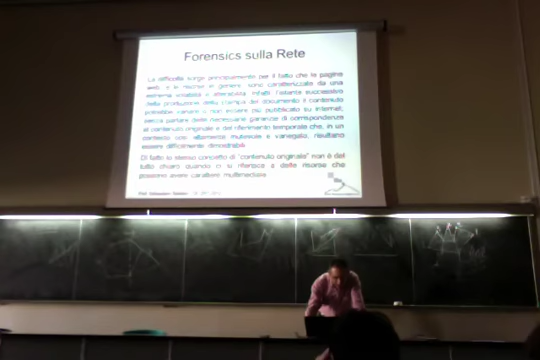 Forensics sulla Rete
La difficoltà sorge principalmente per il fatto che le pagine
web, e le risorse in genere, sono caratterizzate da una
estrema volatilità e alterabilità. Infatti l'istante successivo
della produzione della stampa del documento il contenuto
potrebbe variare o non essere più pubblicato su internet,
senza parlare delle necessarie garanzie di corrispondenza
al contenuto originale e del riferimento temporale che, in un
contesto così altamente mutevole e variegato, risultano
essere difficilmente dimostrabili
Di fatto lo stesso concetto di "contenuto originale" non è del
tutto chiaro quando ci si riferisce a delle risorse che
possono avere carattere multimediale